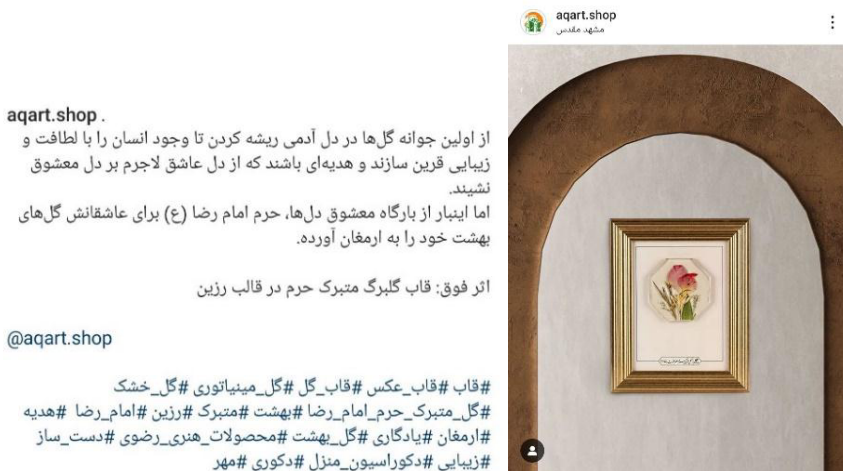 aqart.shop .
از اولین جوانه گل‌ها در دل آدمی ریشه کردن تا وجود انسان را با لطافت و
زیبایی قرین سازند و هدیه‌ای باشند که از دل عاشق لاجرم بر دل معشوق
نشیند.
اما اینبار از بارگاه معشوق دل‌ها، حرم امام رضا (ع) برای عاشقانش گل‌های
بهشت خود را به ارمغان آورده.
اثر فوق: قاب گلبرگ متبرک حرم در قالب رزین
@aqart.shop
#قاب #قاب_عکس #قاب_گل #گل_مینیاتوری #گل_خشک
#گل_متبرک_حرم_امام_رضا #بهشت #متبرک #رزین #امام_رضا #هدیه
#ارمغان #یادگاری #گل_بهشت #محصولات_هنری_رضوی #دست_ساز
#زیبایی #دکوراسیون_منزل #دکوری #مهر
aqart.shop
مشهد مقدس